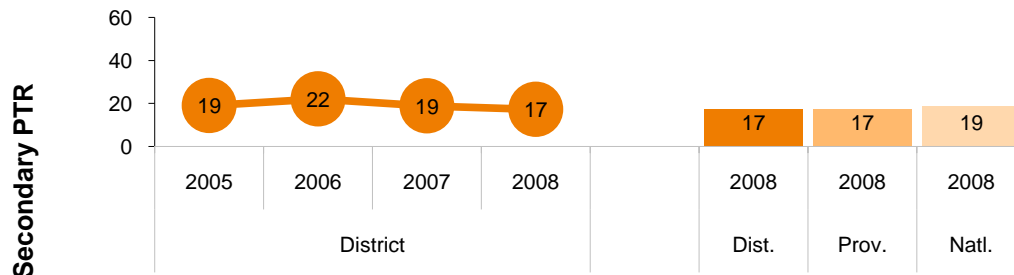 Secondary PTR
60
40
20
0
19 22 19 17
17 17 19
2005 2006 2007 2008 2008 2008 2008
District Dist. Prov. Natl.